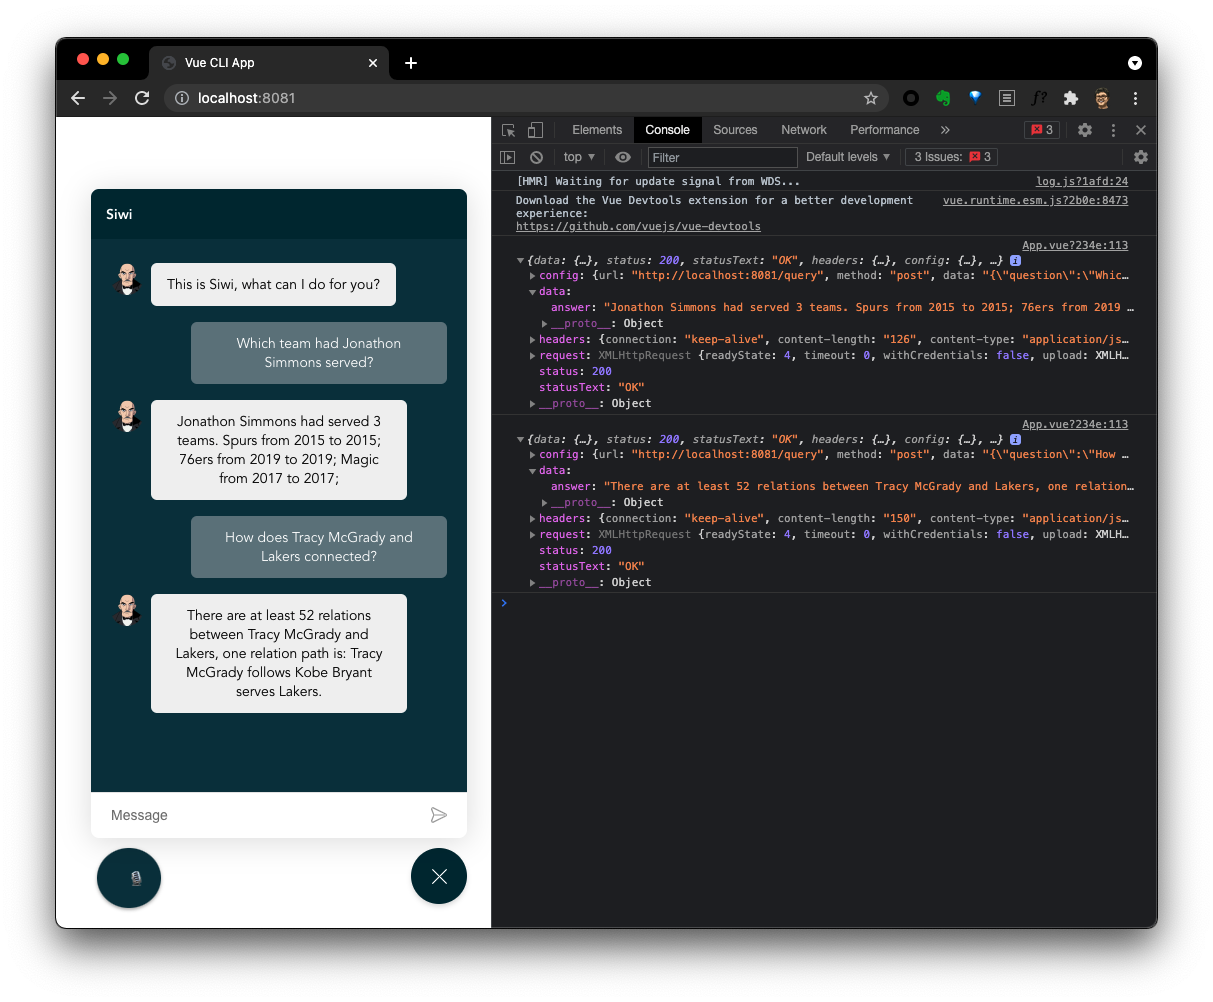 Vue CLI App
localhost:8081
f?
Elements Console Sources Network Performance » 3
top Filter Default levels 3 Issues: 3
Siwi
This is Siwi, what can I do for you?
Which team had Jonathon
Simmons served?
Jonathon Simmons had served 3
teams. Spurs from 2015 to 2015;
76ers from 2019 to 2019; Magic
from 2017 to 2017;
How does Tracy McGrady and
Lakers connected?
There are at least 52 relations
between Tracy McGrady and
Lakers, one relation path is: Tracy
McGrady follows Kobe Bryant
serves Lakers.
Message
[HMR] Waiting for update signal from WDS... log.js?1afd:24
Download the Vue Devtools extension for a better development vue.runtime.esm.js?2b0e:8473
experience:
https://github.com/vuejs/vue-devtools
App.vue?234e:113
{data: {…}, status: 200, statusText: "OK", headers: {…}, config: {…}, …} i
config: {url: "http://localhost:8081/query", method: "post", data: "{\"question\":\"Whic…
data:
answer: "Jonathon Simmons had served 3 teams. Spurs from 2015 to 2015; 76ers from 2019 …
__proto__: Object
headers: {connection: "keep-alive", content-length: "126", content-type: "application/js…
request: XMLHttpRequest {readyState: 4, timeout: 0, withCredentials: false, upload: XMLH…
status: 200
statusText: "OK"
__proto__: Object
App.vue?234e:113
{data: {…}, status: 200, statusText: "OK", headers: {…}, config: {…}, …} i
config: {url: "http://localhost:8081/query", method: "post", data: "{\"question\":\"How …
data:
answer: "There are at least 52 relations between Tracy McGrady and Lakers, one relation…
__proto__: Object
headers: {connection: "keep-alive", content-length: "150", content-type: "application/js…
request: XMLHttpRequest {readyState: 4, timeout: 0, withCredentials: false, upload: XMLH…
status: 200
statusText: "OK"
__proto__: Object